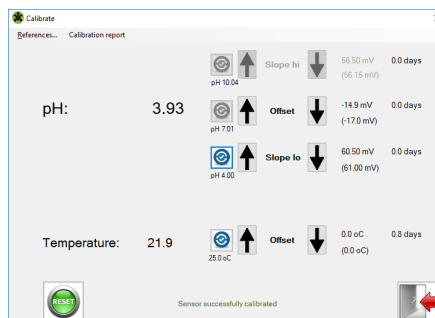 Calibrate
References... Calibration report
pH 10.04
Slope hi
56.50 mV
(56.15 mV)
0.0 days
pH: 3.93
pH 7.01
Offset
-14.9 mV
(-17.0 mV)
0.0 days
pH 4.00
Slope lo
60.50 mV
(61.00 mV)
0.0 days
Temperature: 21.9
25.0 oC
Offset
0.0 oC
(0.0 oC)
0.8 days
RESET
Sensor successfully calibrated